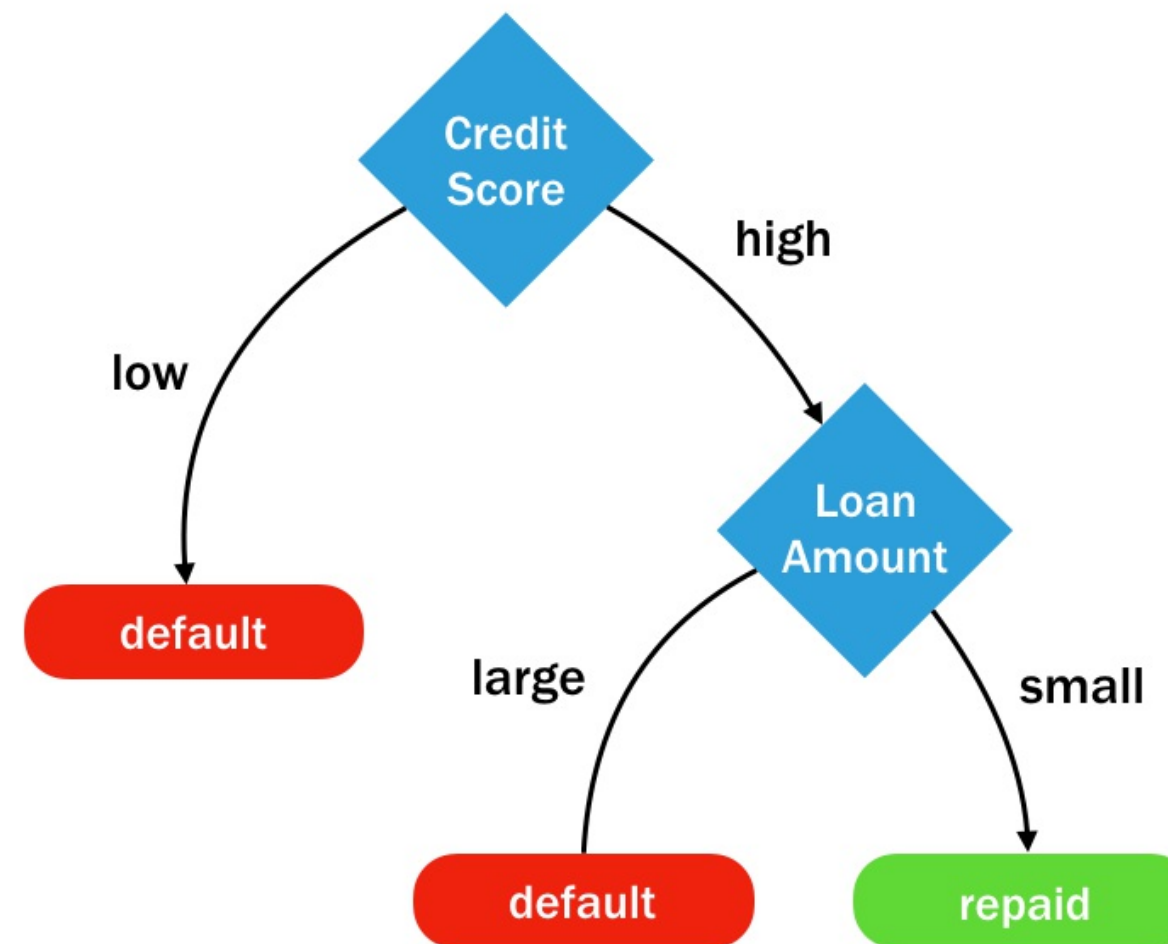 Credit
Score
high
low
Loan
Amount
large
small
default
default
repaid